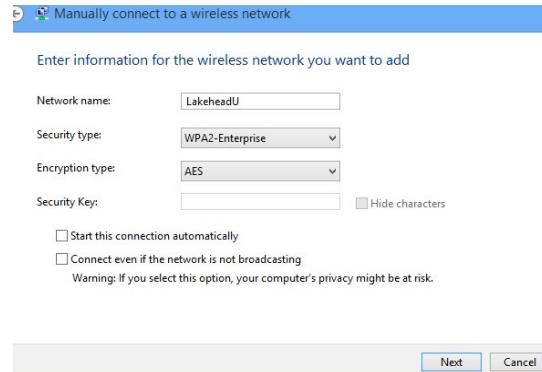 Manually connect to a wireless network
Enter information for the wireless network you want to add
Network name: LakeheadU
Security type: WPA2-Enterprise
Encryption type: AES
Security Key: Hide characters
Start this connection automatically
Connect even if the network is not broadcasting
Warning: If you select this option, your computer's privacy might be at risk.
Next Cancel